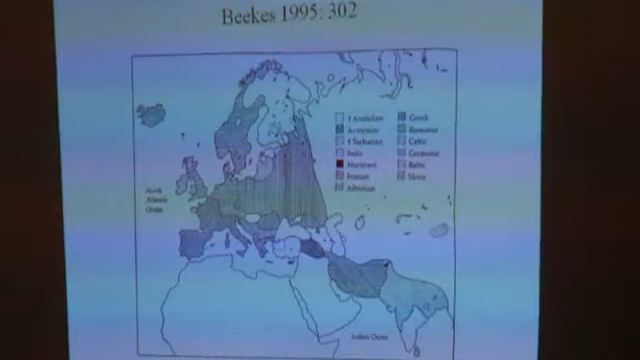 Beekes 1995: 302
† Anatolian
Armenian
† Tocharian
Indic
Nuristani
Iranian
Albanian
Greek
Romance
Celtic
Germanic
Baltic
Slavic
North
Atlantic
Ocean
Indian Ocean